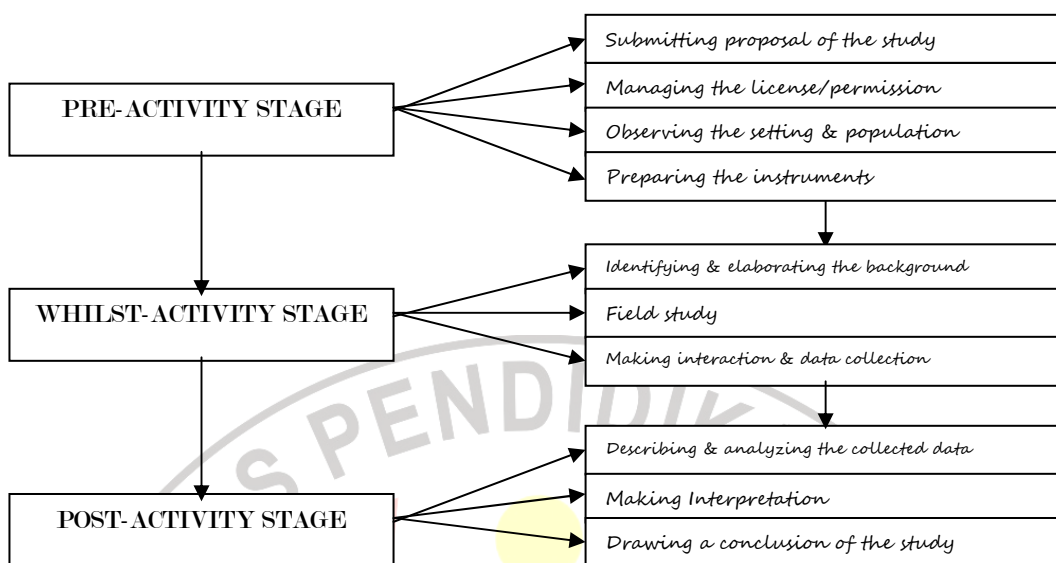 Submitting proposal of the study
PRE-ACTIVITY STAGE
Managing the license/permission
Observing the setting & population
Preparing the instruments
Identifying & elaborating the background
WHILST-ACTIVITY STAGE
Field study
Making interaction & data collection
S PENDIDIK
Describing & analyzing the collected data
POST-ACTIVITY STAGE
Making Interpretation
Drawing a conclusion of the study